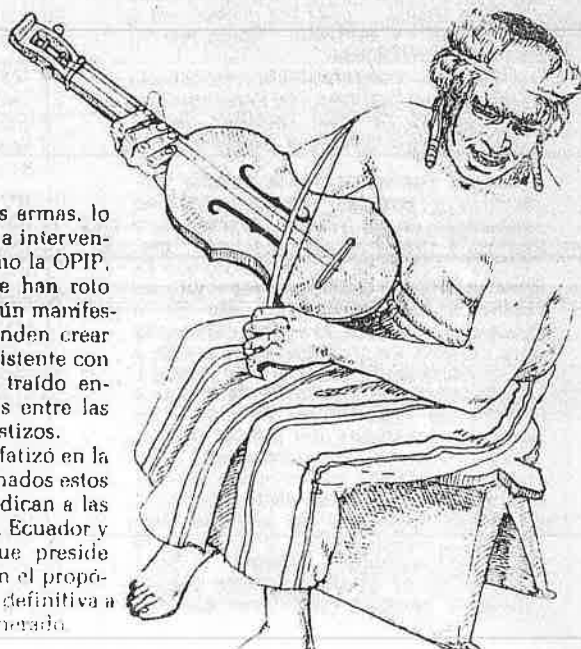 s armas, lo
a interven-
no la OPIP,
e han roto
ún manifes-
nden crear
istente con
traído en-
s entre las
stizos.
fatizó en la
nados estos
dican a las
Ecuador y
ue preside
n el propó-
definitiva a
nerado.